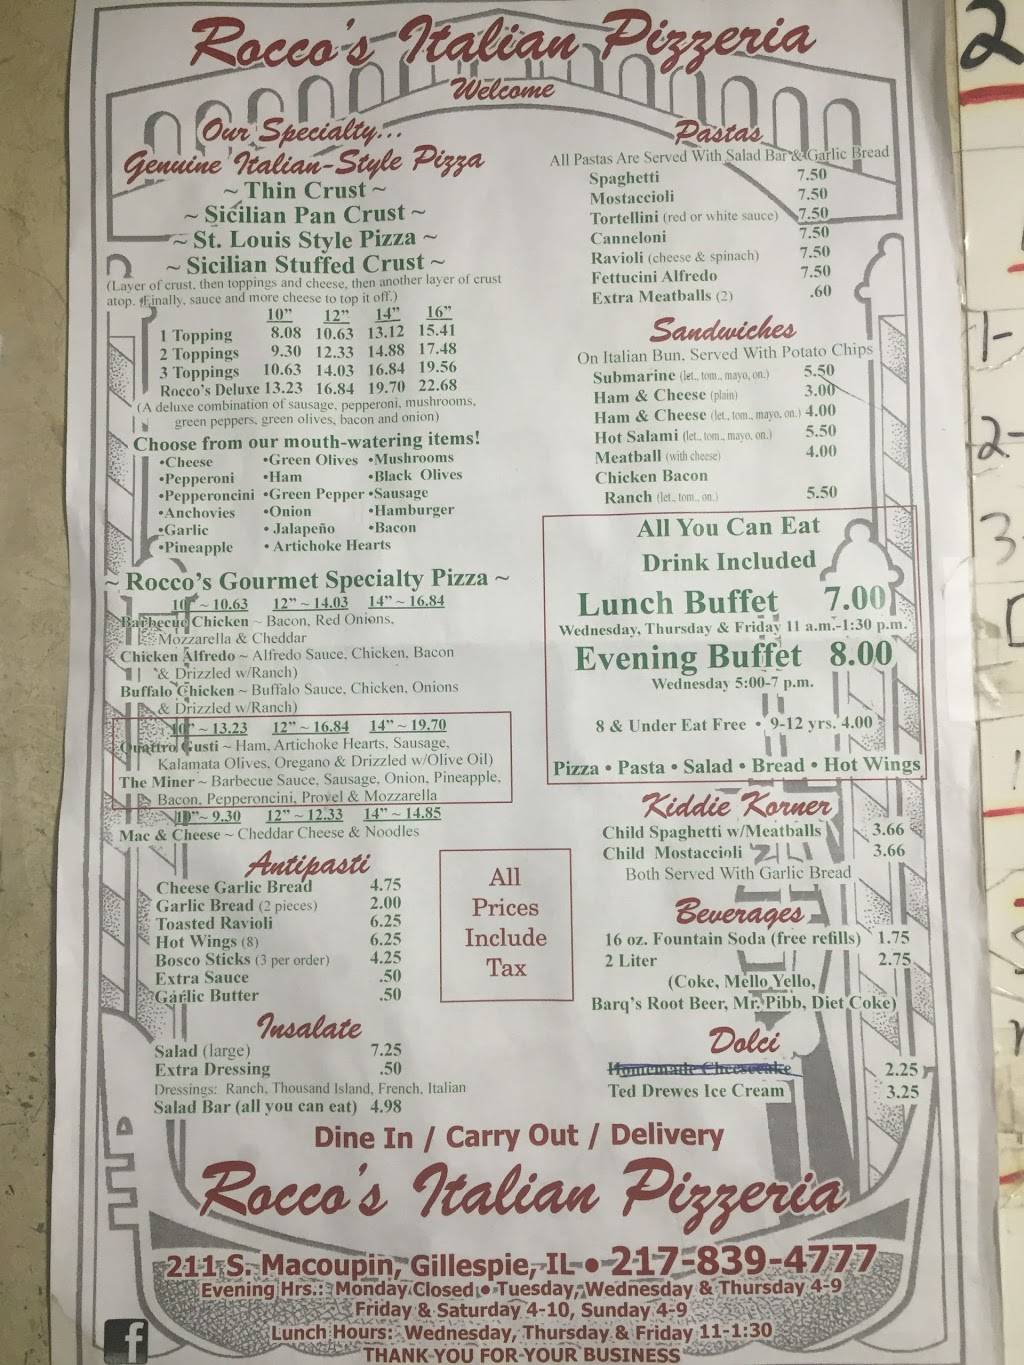 Rocco's Italian Pizzeria
Welcome
Our Specialty...
Genuine Italian-Style Pizza
~ Thin Crust ~
~ Sicilian Pan Crust ~
~ St. Louis Style Pizza ~
~ Sicilian Stuffed Crust ~
(Layer of crust, then toppings and cheese, then another layer of crust
atop. Finally, sauce and more cheese to top it off.)
10" 12" 14" 16"
1 Topping 8.08 10.63 13.12 15.41
2 Toppings 9.30 12.33 14.88 17.48
3 Toppings 10.63 14.03 16.84 19.56
Rocco's Deluxe 13.23 16.84 19.70 22.68
(A deluxe combination of sausage, pepperoni, mushrooms,
green peppers, green olives, bacon and onion)
Choose from our mouth-watering items!
•Cheese •Green Olives •Mushrooms
•Pepperoni •Ham •Black Olives
•Pepperoncini •Green Pepper •Sausage
•Anchovies •Onion •Hamburger
•Garlic • Jalapeño •Bacon
•Pineapple • Artichoke Hearts
~ Rocco's Gourmet Specialty Pizza ~
10" ~ 10.63 12" ~ 14.03 14" ~ 16.84
Barbecue Chicken ~ Bacon, Red Onions,
Mozzarella & Cheddar
Chicken Alfredo ~ Alfredo Sauce, Chicken, Bacon
& Drizzled w/Ranch)
Buffalo Chicken ~ Buffalo Sauce, Chicken, Onions
& Drizzled w/Ranch)
10" ~ 13.23 12" ~ 16.84 14" ~ 19.70
Quattro Gusti ~ Ham, Artichoke Hearts, Sausage,
Kalamata Olives, Oregano & Drizzled w/Olive Oil)
The Miner ~ Barbecue Sauce, Sausage, Onion, Pineapple,
Bacon, Pepperoncini, Provel & Mozzarella
10" ~ 9.30 12" ~ 12.33 14" ~ 14.85
Mac & Cheese ~ Cheddar Cheese & Noodles
Antipasti
Cheese Garlic Bread 4.75
Garlic Bread (2 pieces) 2.00
Toasted Ravioli 6.25
Hot Wings (8) 6.25
Bosco Sticks (3 per order) 4.25
Extra Sauce .50
Garlic Butter .50
Insalate
Salad (large) 7.25
Extra Dressing .50
Dressings: Ranch, Thousand Island, French, Italian
Salad Bar (all you can eat) 4.98
All
Prices
Include
Tax
Pastas
All Pastas Are Served With Salad Bar & Garlic Bread
Spaghetti 7.50
Mostaccioli 7.50
Tortellini (red or white sauce) 7.50
Canneloni 7.50
Ravioli (cheese & spinach) 7.50
Fettucini Alfredo 7.50
Extra Meatballs (2) .60
Sandwiches
On Italian Bun. Served With Potato Chips
Submarine (let., tom., mayo, on.) 5.50
Ham & Cheese (plain) 3.00
Ham & Cheese (let., tom., mayo, on.) 4.00
Hot Salami (let., tom., mayo, on.) 5.50
Meatball (with cheese) 4.00
Chicken Bacon
Ranch (let., tom., on.) 5.50
All You Can Eat
Drink Included
Lunch Buffet 7.00
Wednesday, Thursday & Friday 11 a.m.-1:30 p.m.
Evening Buffet 8.00
Wednesday 5:00-7 p.m.
8 & Under Eat Free • 9-12 yrs. 4.00
Pizza • Pasta • Salad • Bread • Hot Wings
Kiddie Korner
Child Spaghetti w/Meatballs 3.66
Child Mostaccioli 3.66
Both Served With Garlic Bread
Beverages
16 oz. Fountain Soda (free refills) 1.75
2 Liter 2.75
(Coke, Mello Yello,
Barq's Root Beer, Mr. Pibb, Diet Coke)
Dolci
Homemade Cheesecake 2.25
Ted Drewes Ice Cream 3.25
Dine In / Carry Out / Delivery
Rocco's Italian Pizzeria
211 S. Macoupin, Gillespie, IL • 217-839-4777
Evening Hrs.: Monday Closed • Tuesday, Wednesday & Thursday 4-9
Friday & Saturday 4-10, Sunday 4-9
Lunch Hours: Wednesday, Thursday & Friday 11-1:30
f
THANK YOU FOR YOUR BUSINESS
2
1-
2-
3-